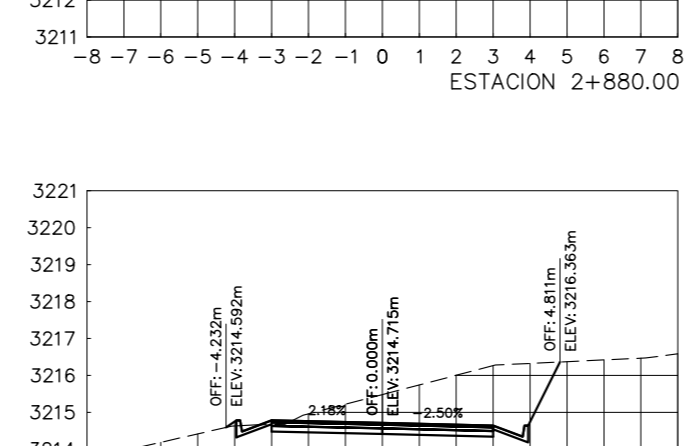 3212
3211
-8 -7 -6 -5 -4 -3 -2 -1 0 1 2 3 4 5 6 7 8
ESTACION 2+880.00
3221
3220
3219
3218
3217
3216
3215
3214
OFF: -4.232m
ELEV: 3214.592m
OFF: 0.000m
ELEV: 3214.715m
OFF: 4.811m
ELEV: 3216.363m
2.18%
-2.50%